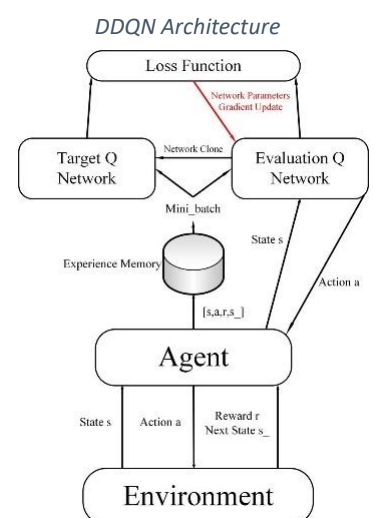 DDQN Architecture
Loss Function
Network Parameters
Gradient Update
Network Clone
Target Q
Network
Evaluation Q
Network
Mini_batch
State s
Experience Memory
Action a
[s,a,r,s_]
Agent
State s
Action a
Reward r
Next State s_
Environment